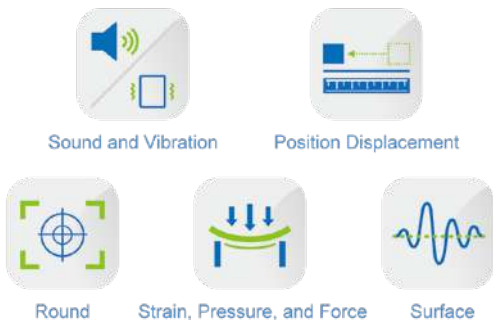 Sound and Vibration
Position Displacement
Round
Strain, Pressure, and Force
Surface